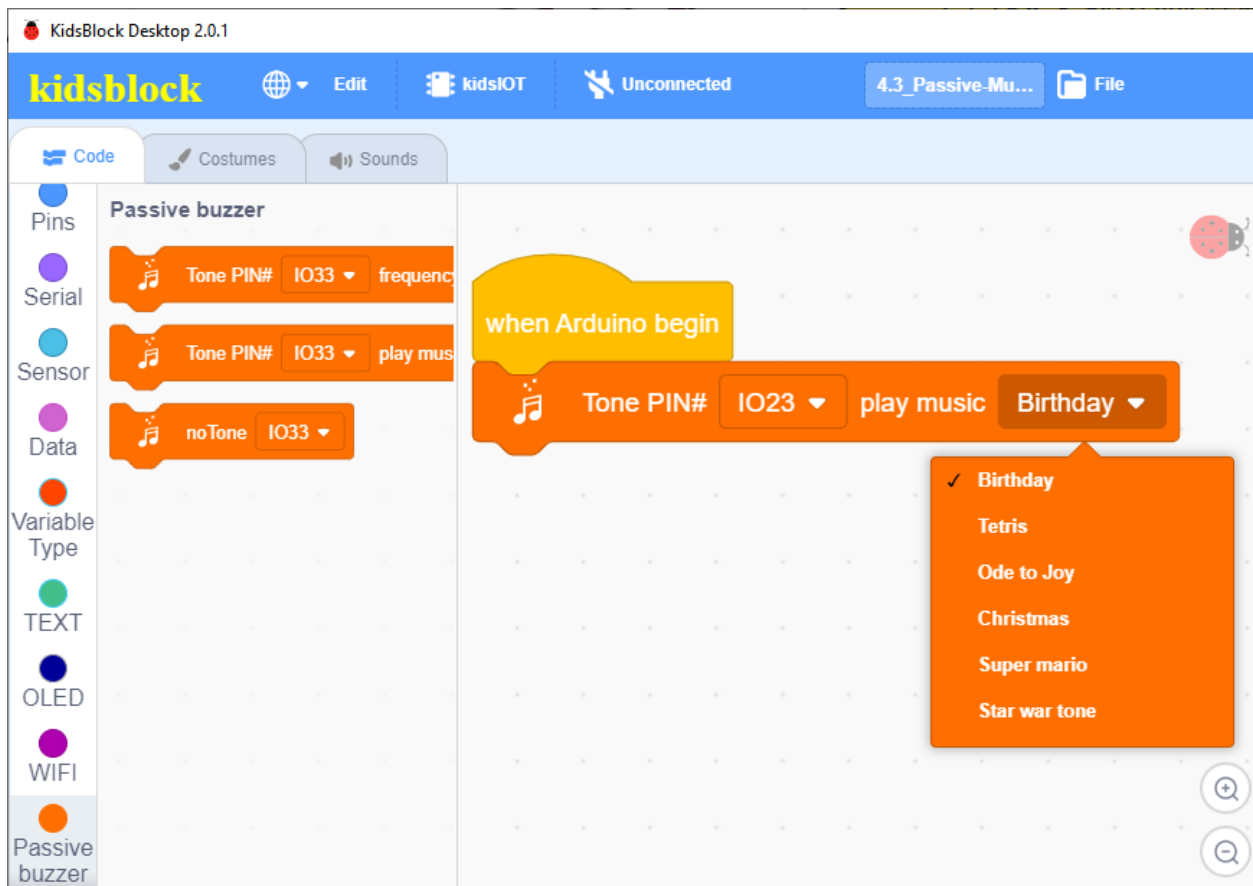 KidsBlock Desktop 2.0.1
kidsblock
Edit
kidsIOT
Unconnected
4.3_Passive-Mu...
File
Code
Costumes
Sounds
Pins
Serial
Sensor
Data
Variable
Type
TEXT
OLED
WIFI
Passive
buzzer
Passive buzzer
Tone PIN# IO33 frequency
Tone PIN# IO33 play mus
noTone IO33
when Arduino begin
Tone PIN# IO23 play music Birthday
✓ Birthday
Tetris
Ode to Joy
Christmas
Super mario
Star war tone